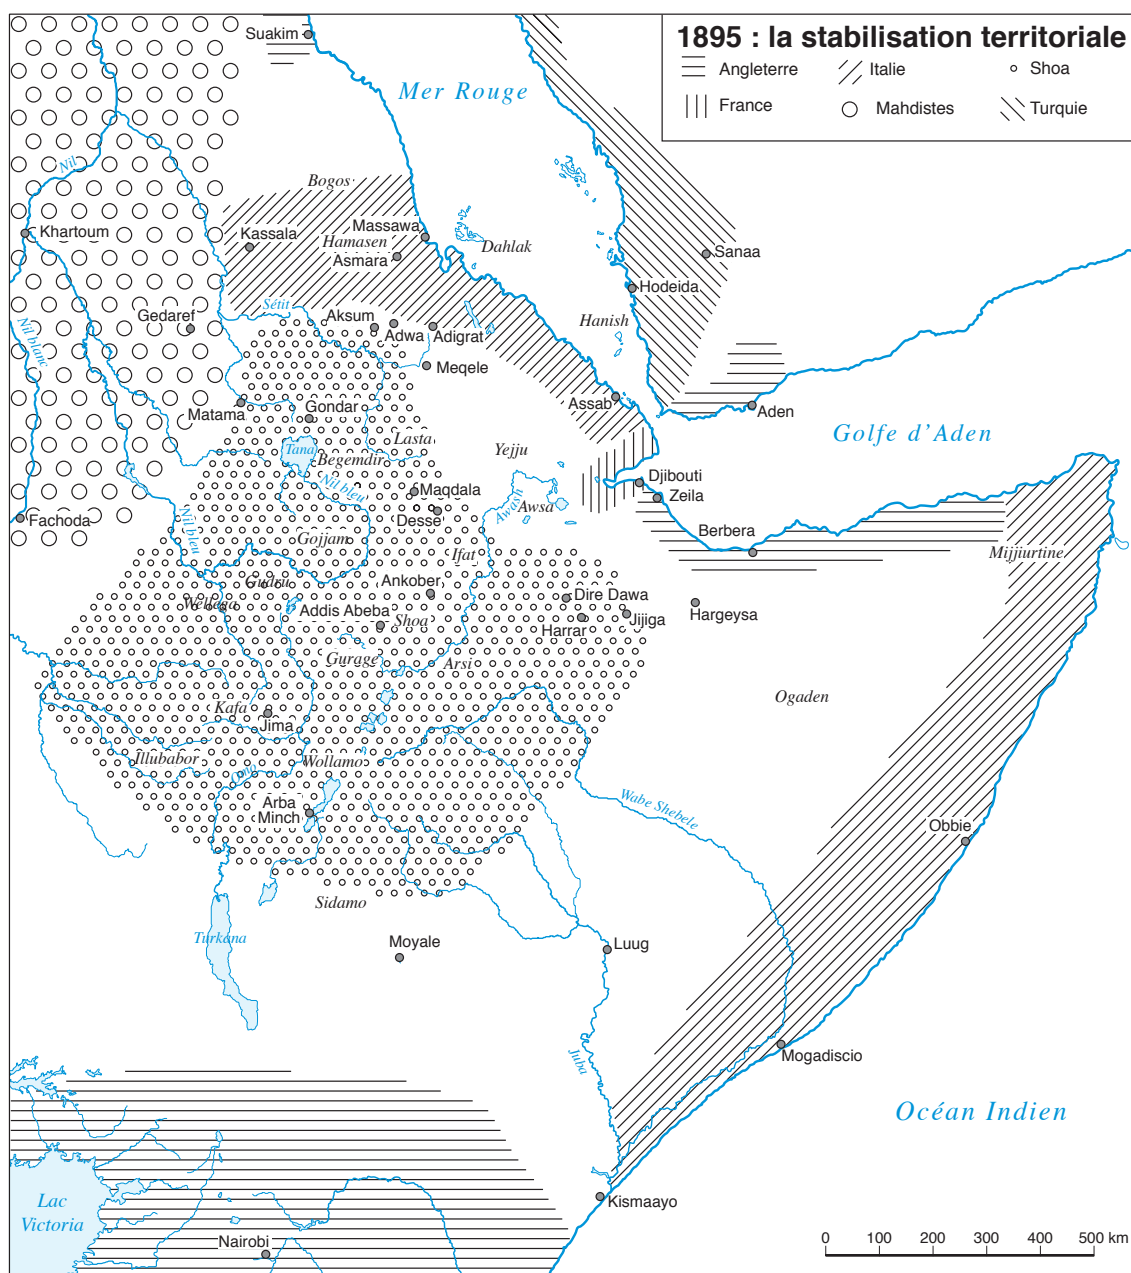 1895 : la stabilisation territoriale
Angleterre
Italie
Shoa
France
Mahdistes
Turquie
Suakim
Mer Rouge
Nil
Bogos
Khartoum
Kassala
Massawa
Hamasen
Asmara
Dahlak
Sanaa
Hodeida
Sétit
Gedaref
Aksum
Adwa
Adigrat
Hanish
Nil blanc
Meqele
Matama
Gondar
Assab
Aden
Golfe d'Aden
Lasta
Tana
Begemdir
Yejju
Nil bleu
Maqdala
Djibouti
Zeila
Awash
Awsa
Fachoda
Desse
Nil bleu
Gojjam
Ifat
Berbera
Mijjiurtine
Gudru
Ankober
Wellega
Dire Dawa
Addis Abeba
Shoa
Harrar
Jijiga
Hargeysa
Gurage
Arsi
Ogaden
Kafa
Jima
Illubabor
Omo
Wollamo
Arba
Minch
Wabe Shebele
Obbie
Sidamo
Turkana
Moyale
Luug
Juba
Mogadiscio
Océan Indien
Lac
Victoria
Kismaayo
Nairobi
0 100 200 300 400 500 km